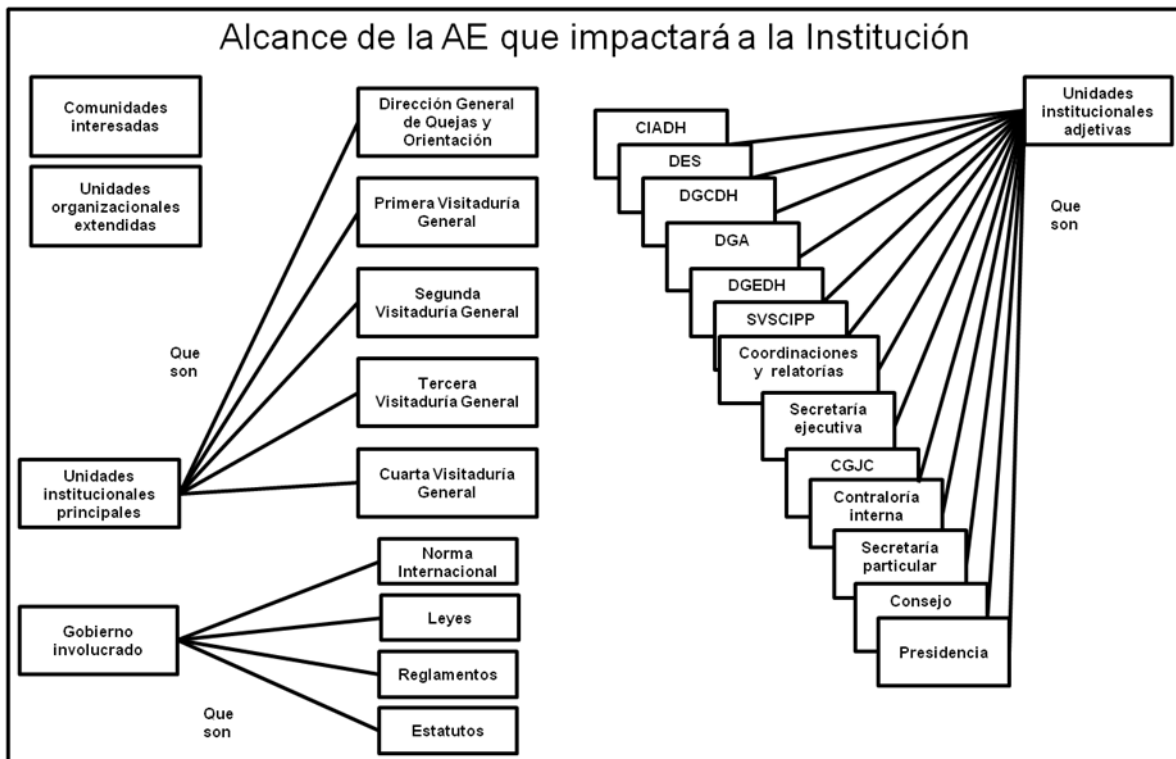 Alcance de la AE que impactará a la Institución
Comunidades
interesadas
Unidades
organizacionales
extendidas
Que
son
Unidades
institucionales
principales
Dirección General
de Quejas y
Orientación
Primera Visitaduría
General
Segunda
Visitaduría General
Tercera
Visitaduría General
Cuarta Visitaduría
General
Gobierno
involucrado
Que
son
Norma
Internacional
Leyes
Reglamentos
Estatutos
Unidades
institucionales
adjetivas
Que
son
CIADH
DES
DGCDH
DGA
DGEDH
SVSCIPP
Coordinaciones
y relatorías
Secretaría
ejecutiva
CGJC
Contraloría
interna
Secretaría
particular
Consejo
Presidencia